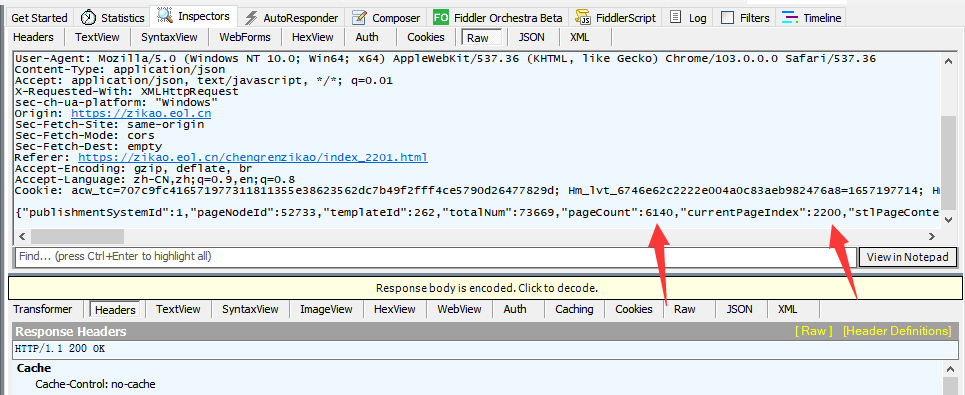 Get Started Statistics Inspectors AutoResponder Composer FO Fiddler Orchestra Beta FiddlerScript Log Filters Timeline
Headers TextView SyntaxView WebForms HexView Auth Cookies Raw JSON XML
User-Agent: Mozilla/5.0 (Windows NT 10.0; Win64; x64) AppleWebKit/537.36 (KHTML, like Gecko) Chrome/103.0.0.0 Safari/537.36
Content-Type: application/json
Accept: application/json, text/javascript, */*; q=0.01
X-Requested-With: XMLHttpRequest
sec-ch-ua-platform: "Windows"
Origin: https://zikao.eol.cn
Sec-Fetch-Site: same-origin
Sec-Fetch-Mode: cors
Sec-Fetch-Dest: empty
Referer: https://zikao.eol.cn/chengrenzikao/index_2201.html
Accept-Encoding: gzip, deflate, br
Accept-Language: zh-CN,zh;q=0.9,en;q=0.8
Cookie: acw_tc=707c9fc416571977311811355e38623562dc7b49f2fff4ce5790d26477829d; Hm_lvt_6746e62c2222e004a0c83aeb982476a8=1657197714; H
{"publishmentSystemId":1,"pageNodeId":52733,"templateId":262,"totalNum":73669,"pageCount":6140,"currentPageIndex":2200,"stlPageConte
Find... (press Ctrl+Enter to highlight all) View in Notepad
Response body is encoded. Click to decode.
Transformer Headers TextView SyntaxView ImageView HexView WebView Auth Caching Cookies Raw JSON XML
Response Headers [ Raw ] [Header Definitions]
HTTP/1.1 200 OK
Cache
Cache-Control: no-cache